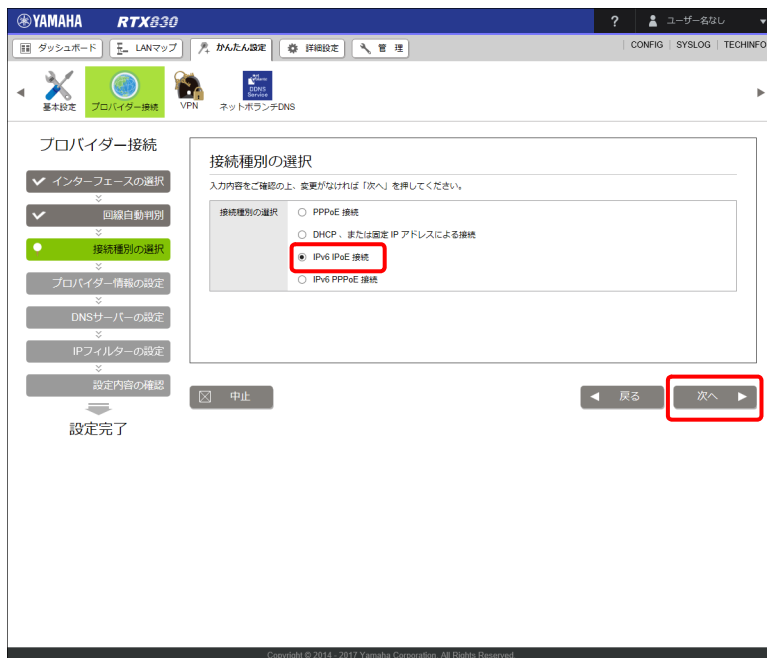 YAMAHA RTX830 ? ユーザー名なし
ダッシュボード LANマップ かんたん設定 詳細設定 管 理 CONFIG SYSLOG TECHINFO
基本設定 プロバイダー接続 VPN ネットボランチDNS
DDNS
Service
プロバイダー接続
インターフェースの選択
回線自動判別
接続種別の選択
プロバイダー情報の設定
DNSサーバーの設定
IPフィルターの設定
設定内容の確認
設定完了
接続種別の選択
入力内容をご確認の上、変更がなければ「次へ」を押してください。
接続種別の選択 PPPoE 接続
DHCP 、または固定 IP アドレスによる接続
IPv6 IPoE 接続
IPv6 PPPoE 接続
中止 戻る 次へ
Copyright © 2014 - 2017 Yamaha Corporation. All Rights Reserved.